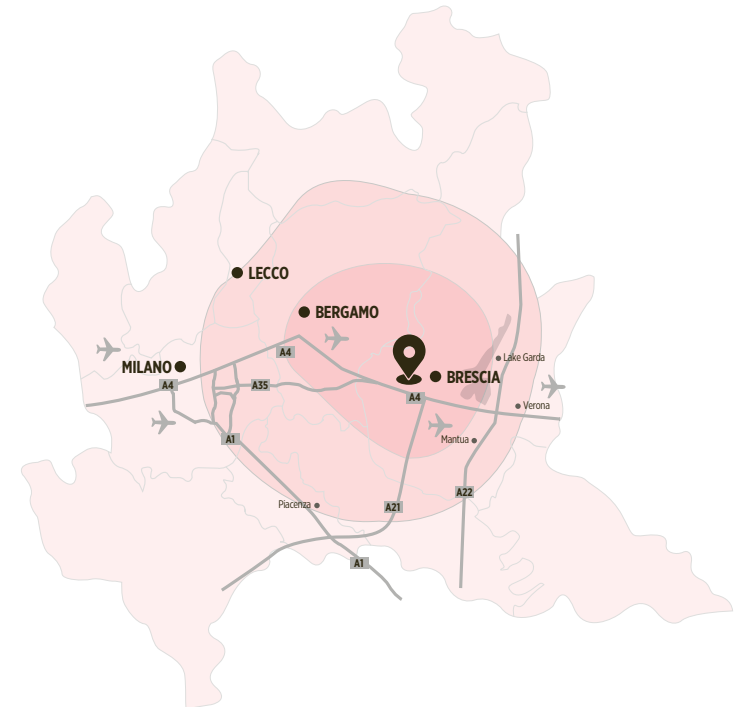 LECCO
BERGAMO
A4
Lake Garda
MILANO
BRESCIA
A4
A35
A4
Verona
A1
Mantua
A22
Piacenza
A21
A1